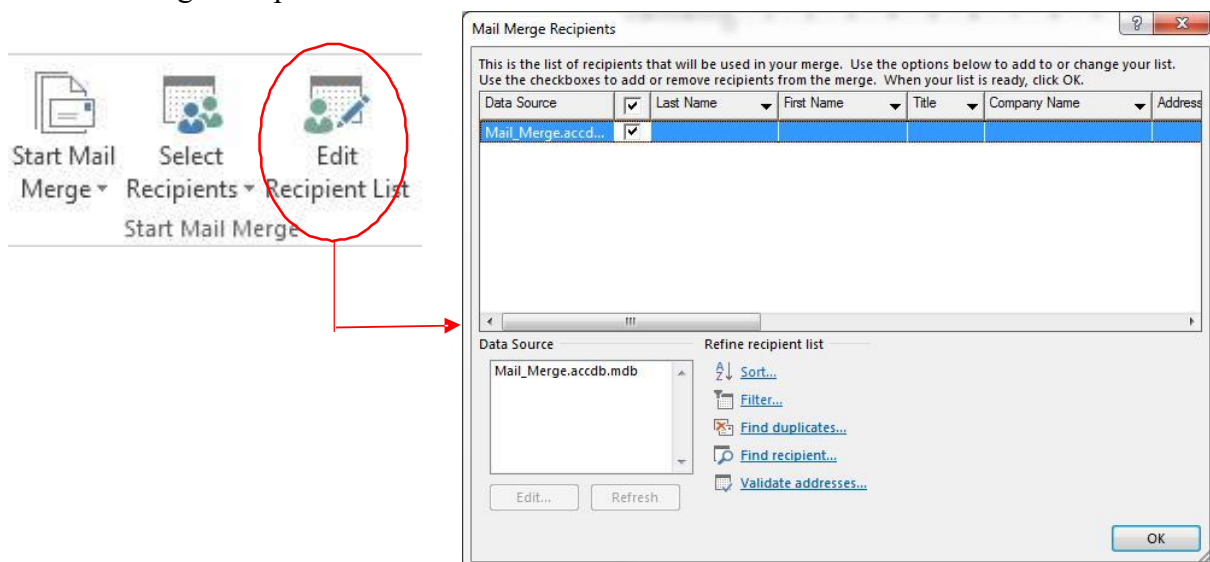 Start Mail
Merge
Select
Recipients
Edit
Recipient List
Start Mail Merge
Mail Merge Recipients
This is the list of recipients that will be used in your merge. Use the options below to add to or change your list.
Use the checkboxes to add or remove recipients from the merge. When your list is ready, click OK.
Data Source Last Name First Name Title Company Name Address
Mail_Merge.accd...
Data Source
Mail_Merge.accdb.mdb
Edit... Refresh
Refine recipient list
Sort...
Filter...
Find duplicates...
Find recipient...
Validate addresses...
OK